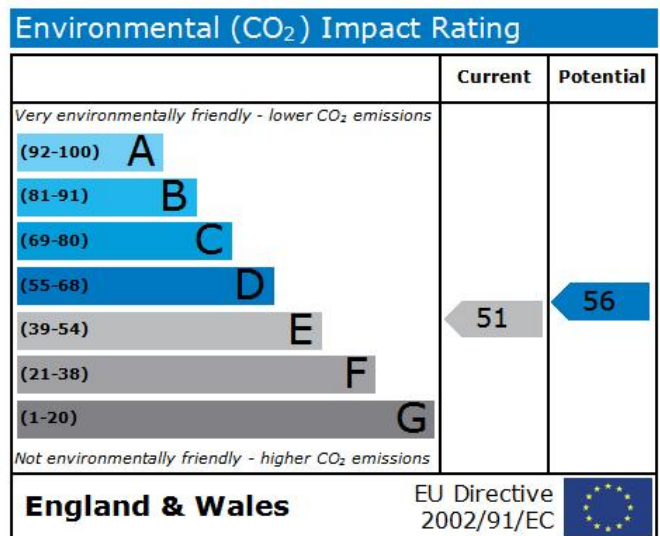 Environmental (CO₂) Impact Rating
Current Potential
Very environmentally friendly - lower CO₂ emissions
(92-100) A
(81-91) B
(69-80) C
(55-68) D
(39-54) E
51
56
(21-38) F
(1-20) G
Not environmentally friendly - higher CO₂ emissions
England & Wales
EU Directive
2002/91/EC